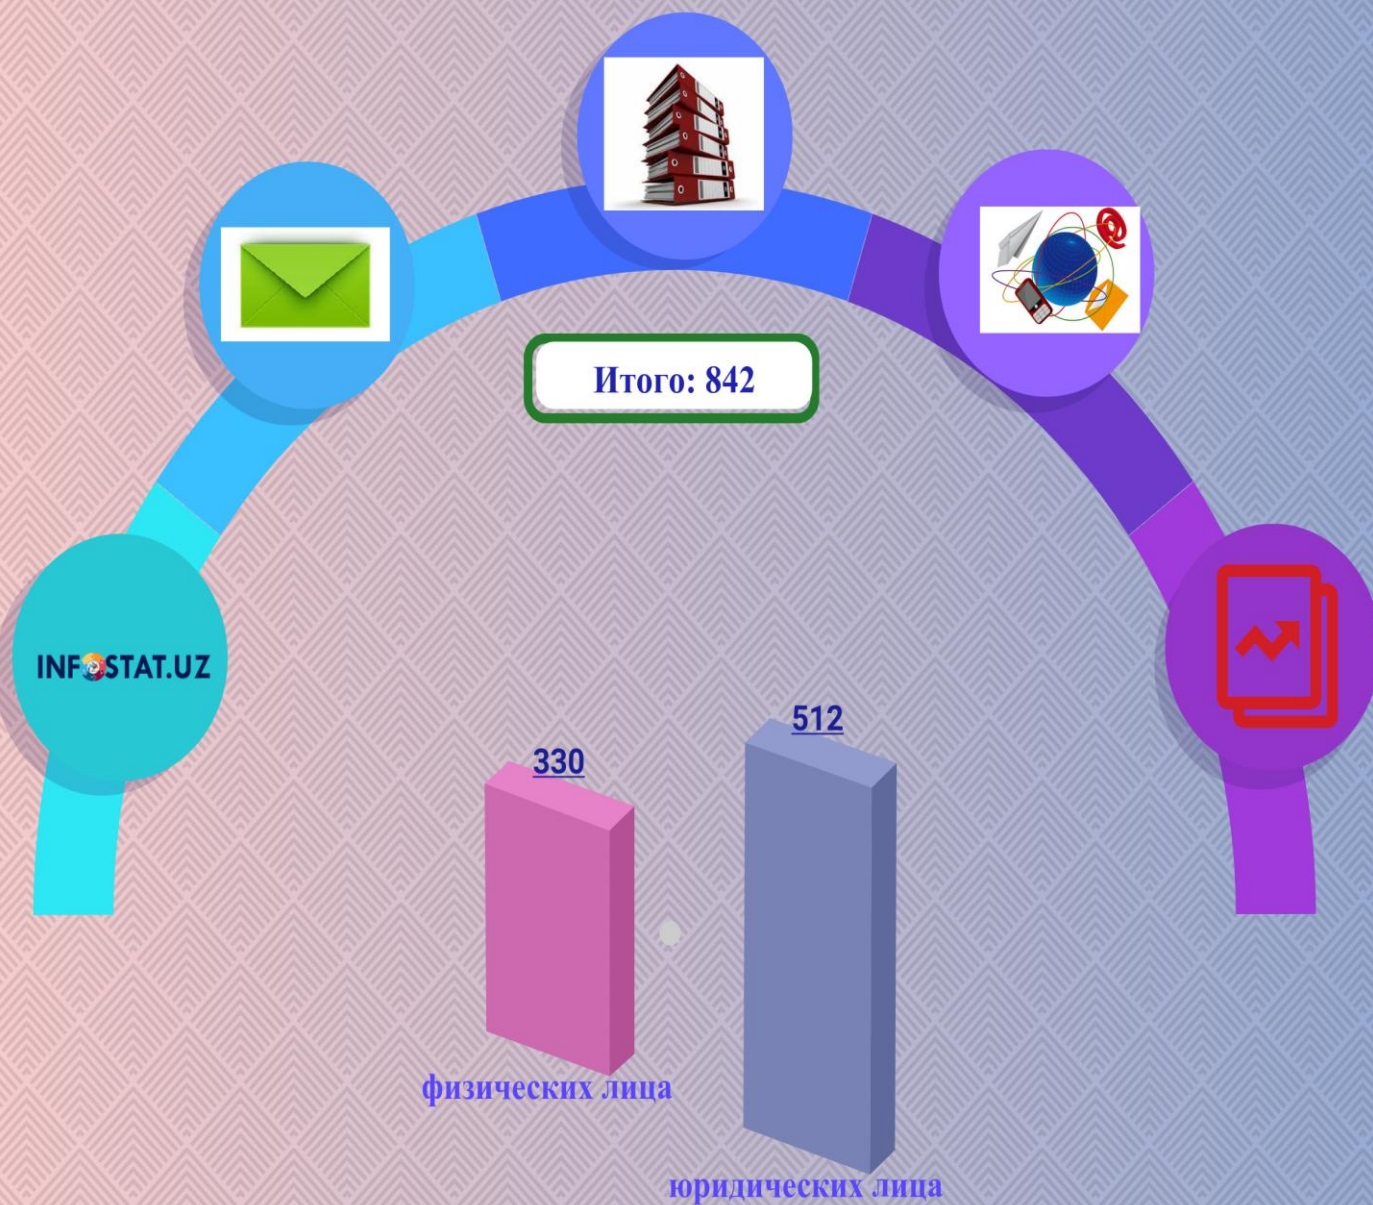 Итого: 842
INFOSTAT.UZ
512
330
физических лица
юридических лица